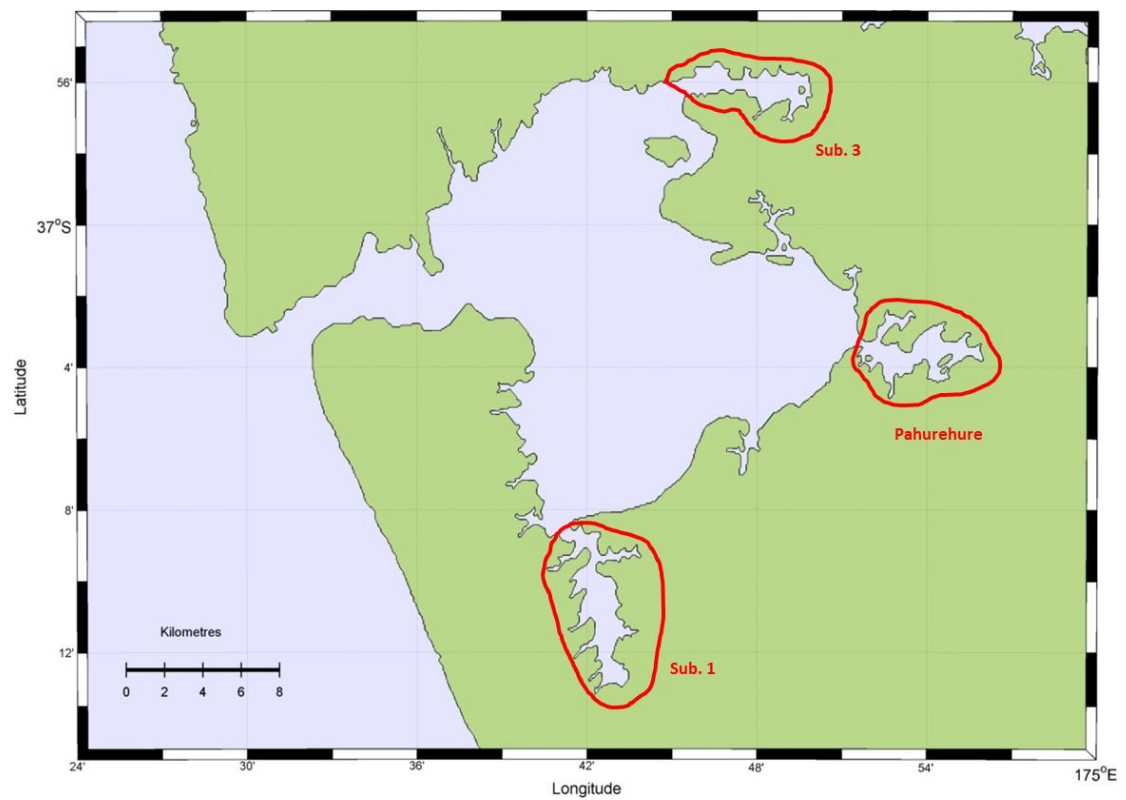 56'
Sub. 3
37°S
Latitude
4'
Pahurehure
8'
Kilometres
12'
Sub. 1
0 2 4 6 8
24' 36' 42' 48' 54' 175°E
Longitude